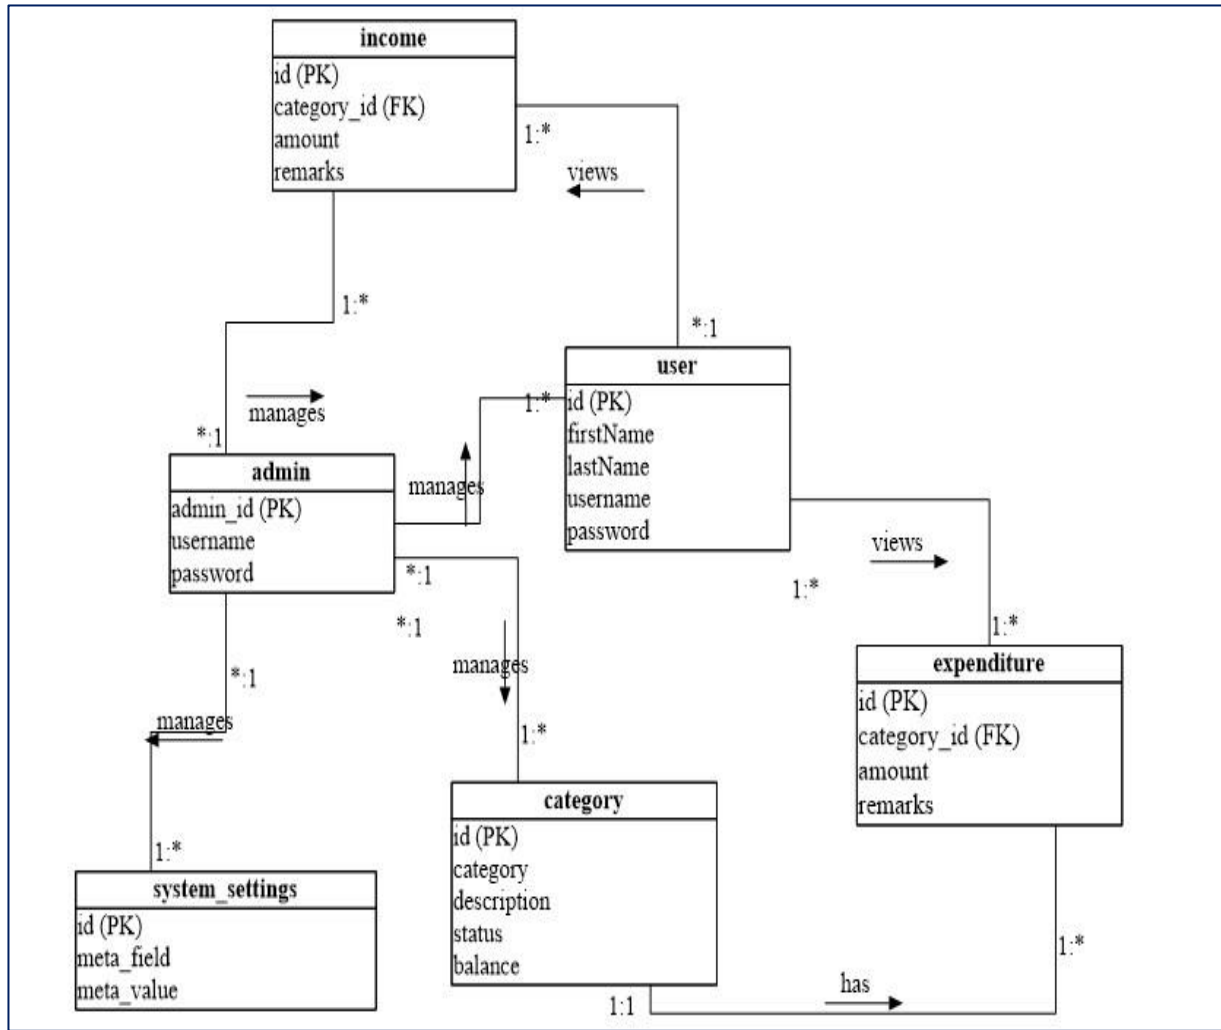 income
id (PK)
category_id (FK)
amount
remarks
1:*
views
1:*
*:1
user
id (PK)
firstName
lastName
username
password
manages
*:1
1:*
admin
admin_id (PK)
username
password
manages
*:1
*:1
views
1:*
1:*
expenditure
id (PK)
category_id (FK)
amount
remarks
*:1
manages
manages
1:*
1:*
system_settings
id (PK)
meta_field
meta_value
category
id (PK)
category
description
status
balance
1:1
has
1:*